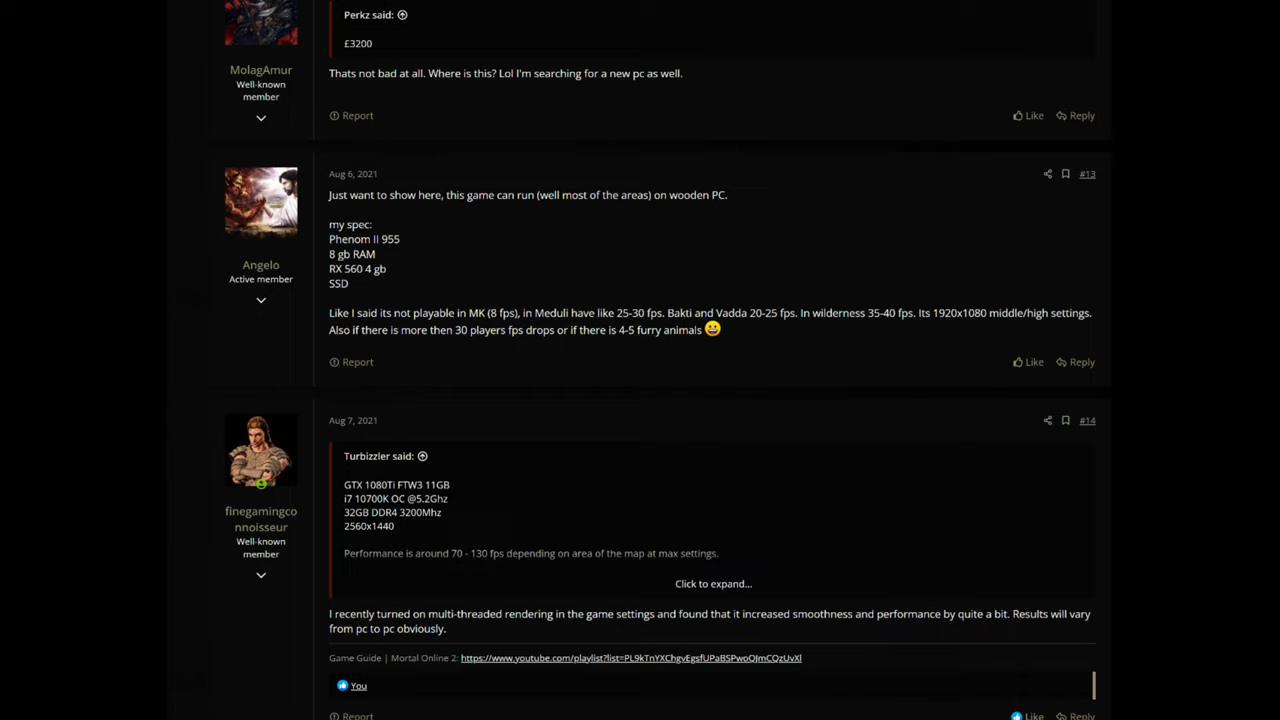 Perkz said:
£3200
MolagAmur
Well-known
member
Thats not bad at all. Where is this? Lol I'm searching for a new pc as well.
Report
Like Reply
Aug 6, 2021
#13
Just want to show here, this game can run (well most of the areas) on wooden PC.
my spec:
Phenom II 955
8 gb RAM
RX 560 4 gb
SSD
Angelo
Active member
Like I said its not playable in MK (8 fps), in Meduli have like 25-30 fps. Bakti and Vadda 20-25 fps. In wilderness 35-40 fps. Its 1920x1080 middle/high settings.
Also if there is more then 30 players fps drops or if there is 4-5 furry animals 😀
Report
Like Reply
Aug 7, 2021
#14
Turbizzler said:
GTX 1080Ti FTW3 11GB
i7 10700K OC @5.2Ghz
32GB DDR4 3200Mhz
2560x1440
finegamingco
nnoisseur
Well-known
member
Performance is around 70 - 130 fps depending on area of the map at max settings.
Click to expand...
I recently turned on multi-threaded rendering in the game settings and found that it increased smoothness and performance by quite a bit. Results will vary
from pc to pc obviously.
Game Guide | Mortal Online 2: https://www.youtube.com/playlist?list=PL9kTnYXChgvEgsfUPaBSPwoQJmCQzUvXl
You
Report
Like Reply